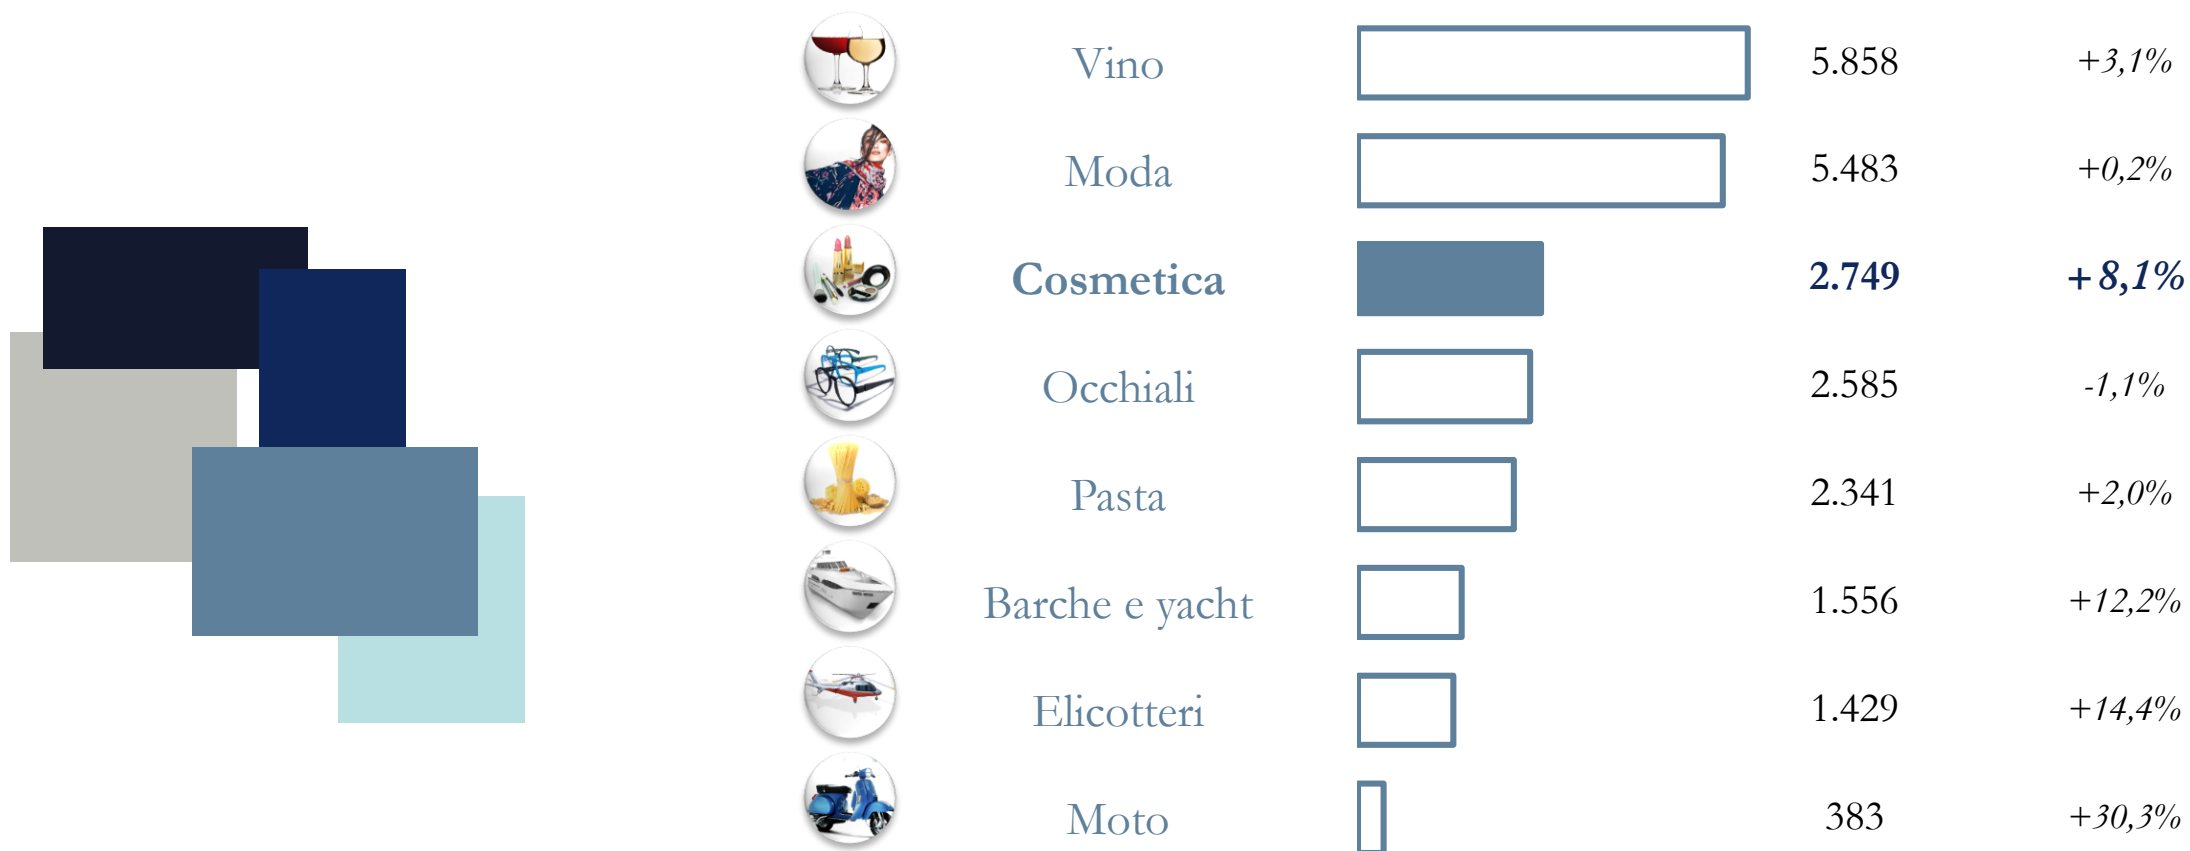 Vino 5.858 +3,1%
Moda 5.483 +0,2%
Cosmetica 2.749 +8,1%
Occhiali 2.585 -1,1%
Pasta 2.341 +2,0%
Barche e yacht 1.556 +12,2%
Elicotteri 1.429 +14,4%
Moto 383 +30,3%